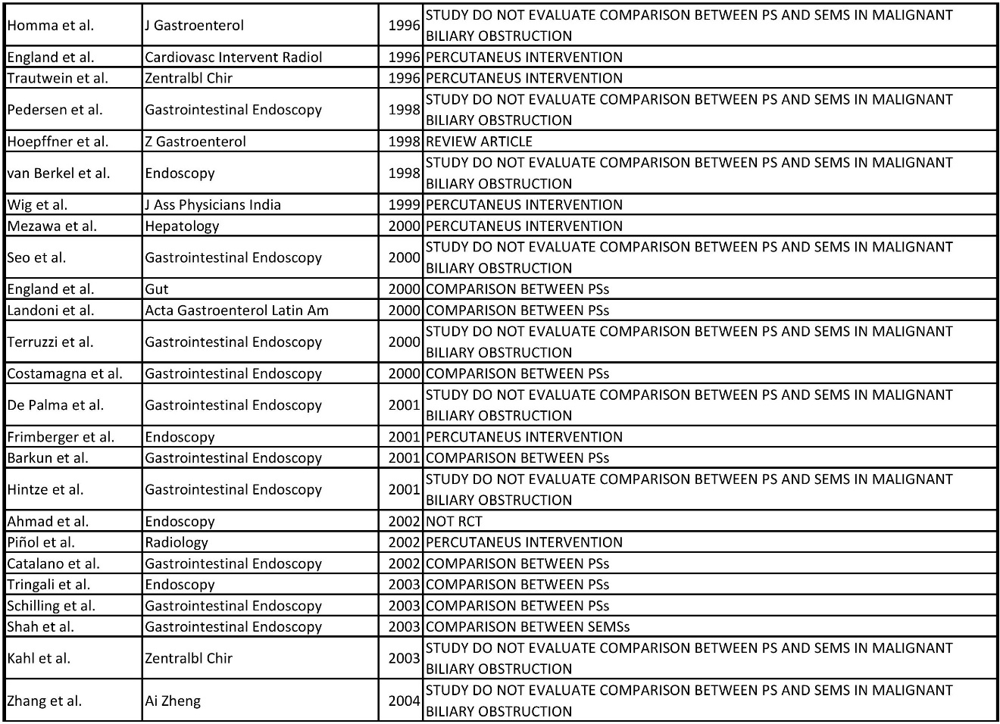 Homma et al. J Gastroenterol 1996 STUDY DO NOT EVALUATE COMPARISON BETWEEN PS AND SEMS IN MALIGNANT
BILIARY OBSTRUCTION
England et al. Cardiovasc Intervent Radiol 1996 PERCUTANEUS INTERVENTION
Trautwein et al. Zentralbl Chir 1996 PERCUTANEUS INTERVENTION
Pedersen et al. Gastrointestinal Endoscopy 1998 STUDY DO NOT EVALUATE COMPARISON BETWEEN PS AND SEMS IN MALIGNANT
BILIARY OBSTRUCTION
Hoepffner et al. Z Gastroenterol 1998 REVIEW ARTICLE
van Berkel et al. Endoscopy 1998 STUDY DO NOT EVALUATE COMPARISON BETWEEN PS AND SEMS IN MALIGNANT
BILIARY OBSTRUCTION
Wig et al. J Ass Physicians India 1999 PERCUTANEUS INTERVENTION
Mezawa et al. Hepatology 2000 PERCUTANEUS INTERVENTION
Seo et al. Gastrointestinal Endoscopy 2000 STUDY DO NOT EVALUATE COMPARISON BETWEEN PS AND SEMS IN MALIGNANT
BILIARY OBSTRUCTION
England et al. Gut 2000 COMPARISON BETWEEN PSs
Landoni et al. Acta Gastroenterol Latin Am 2000 COMPARISON BETWEEN PSs
Terruzzi et al. Gastrointestinal Endoscopy 2000 STUDY DO NOT EVALUATE COMPARISON BETWEEN PS AND SEMS IN MALIGNANT
BILIARY OBSTRUCTION
Costamagna et al. Gastrointestinal Endoscopy 2000 COMPARISON BETWEEN PSs
De Palma et al. Gastrointestinal Endoscopy 2001 STUDY DO NOT EVALUATE COMPARISON BETWEEN PS AND SEMS IN MALIGNANT
BILIARY OBSTRUCTION
Frimberger et al. Endoscopy 2001 PERCUTANEUS INTERVENTION
Barkun et al. Gastrointestinal Endoscopy 2001 COMPARISON BETWEEN PSs
Hintze et al. Gastrointestinal Endoscopy 2001 STUDY DO NOT EVALUATE COMPARISON BETWEEN PS AND SEMS IN MALIGNANT
BILIARY OBSTRUCTION
Ahmad et al. Endoscopy 2002 NOT RCT
Piñol et al. Radiology 2002 PERCUTANEUS INTERVENTION
Catalano et al. Gastrointestinal Endoscopy 2002 COMPARISON BETWEEN PSs
Tringali et al. Endoscopy 2003 COMPARISON BETWEEN PSs
Schilling et al. Gastrointestinal Endoscopy 2003 COMPARISON BETWEEN PSs
Shah et al. Gastrointestinal Endoscopy 2003 COMPARISON BETWEEN SEMSs
Kahl et al. Zentralbl Chir 2003 STUDY DO NOT EVALUATE COMPARISON BETWEEN PS AND SEMS IN MALIGNANT
BILIARY OBSTRUCTION
Zhang et al. Ai Zheng 2004 STUDY DO NOT EVALUATE COMPARISON BETWEEN PS AND SEMS IN MALIGNANT
BILIARY OBSTRUCTION